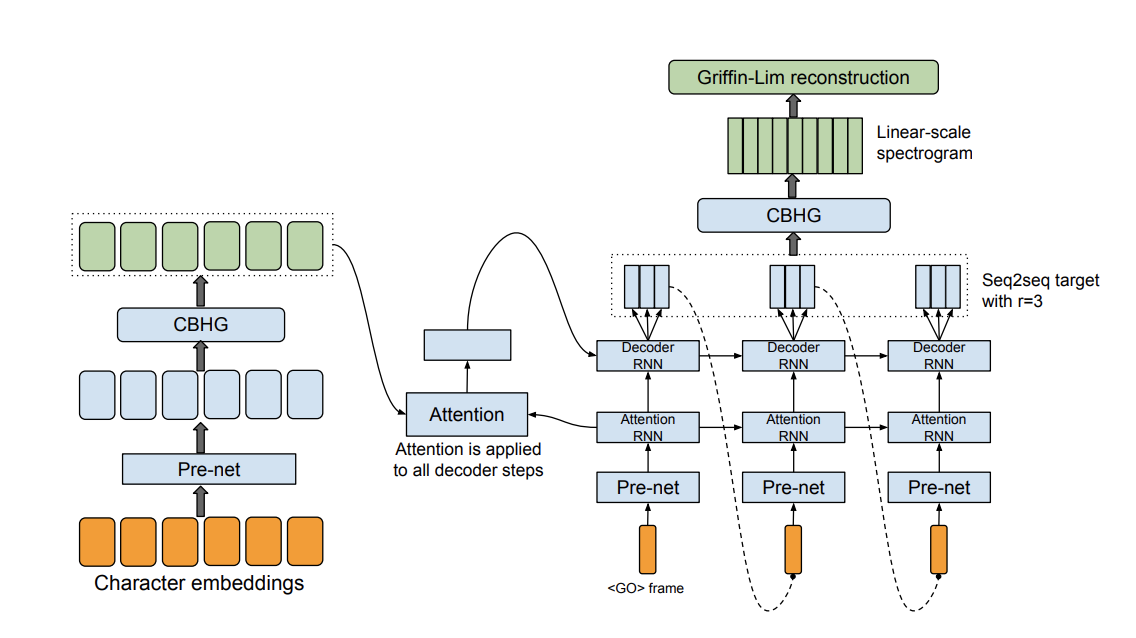 Griffin-Lim reconstruction
Linear-scale
spectrogram
CBHG
Seq2seq target
with r=3
CBHG
Decoder
RNN
Decoder
RNN
Decoder
RNN
Attention
Attention is applied
to all decoder steps
Attention
RNN
Attention
RNN
Attention
RNN
Pre-net
Pre-net
Pre-net
Pre-net
Character embeddings
<GO> frame